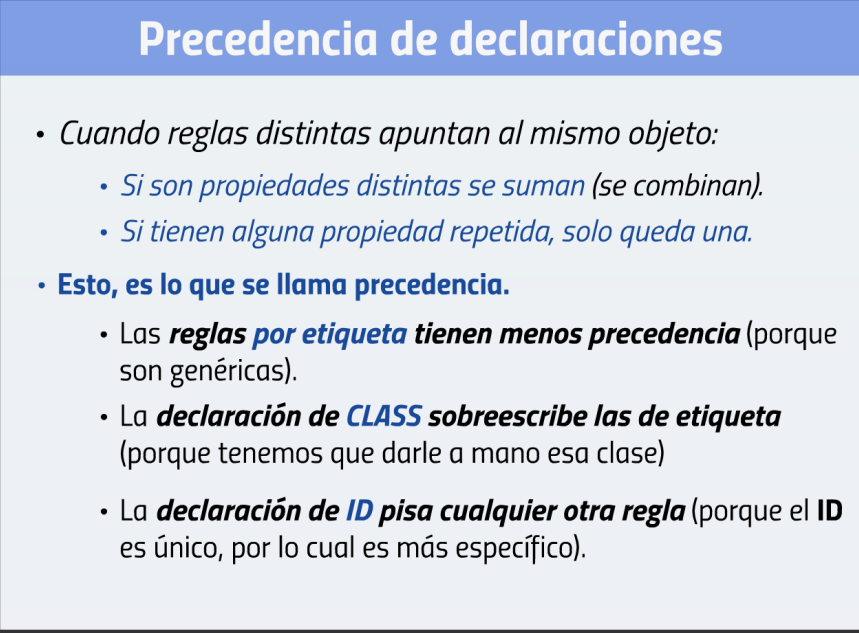 Precedencia de declaraciones
• Cuando reglas distintas apuntan al mismo objeto:
• Si son propiedades distintas se suman (se combinan).
• Si tienen alguna propiedad repetida, solo queda una.
• Esto, es lo que se llama precedencia.
• Las reglas por etiqueta tienen menos precedencia (porque
son genéricas).
• La declaración de CLASS sobreescribe las de etiqueta
(porque tenemos que darle a mano esa clase)
• La declaración de ID pisa cualquier otra regla (porque el ID
es único, por lo cual es más específico).